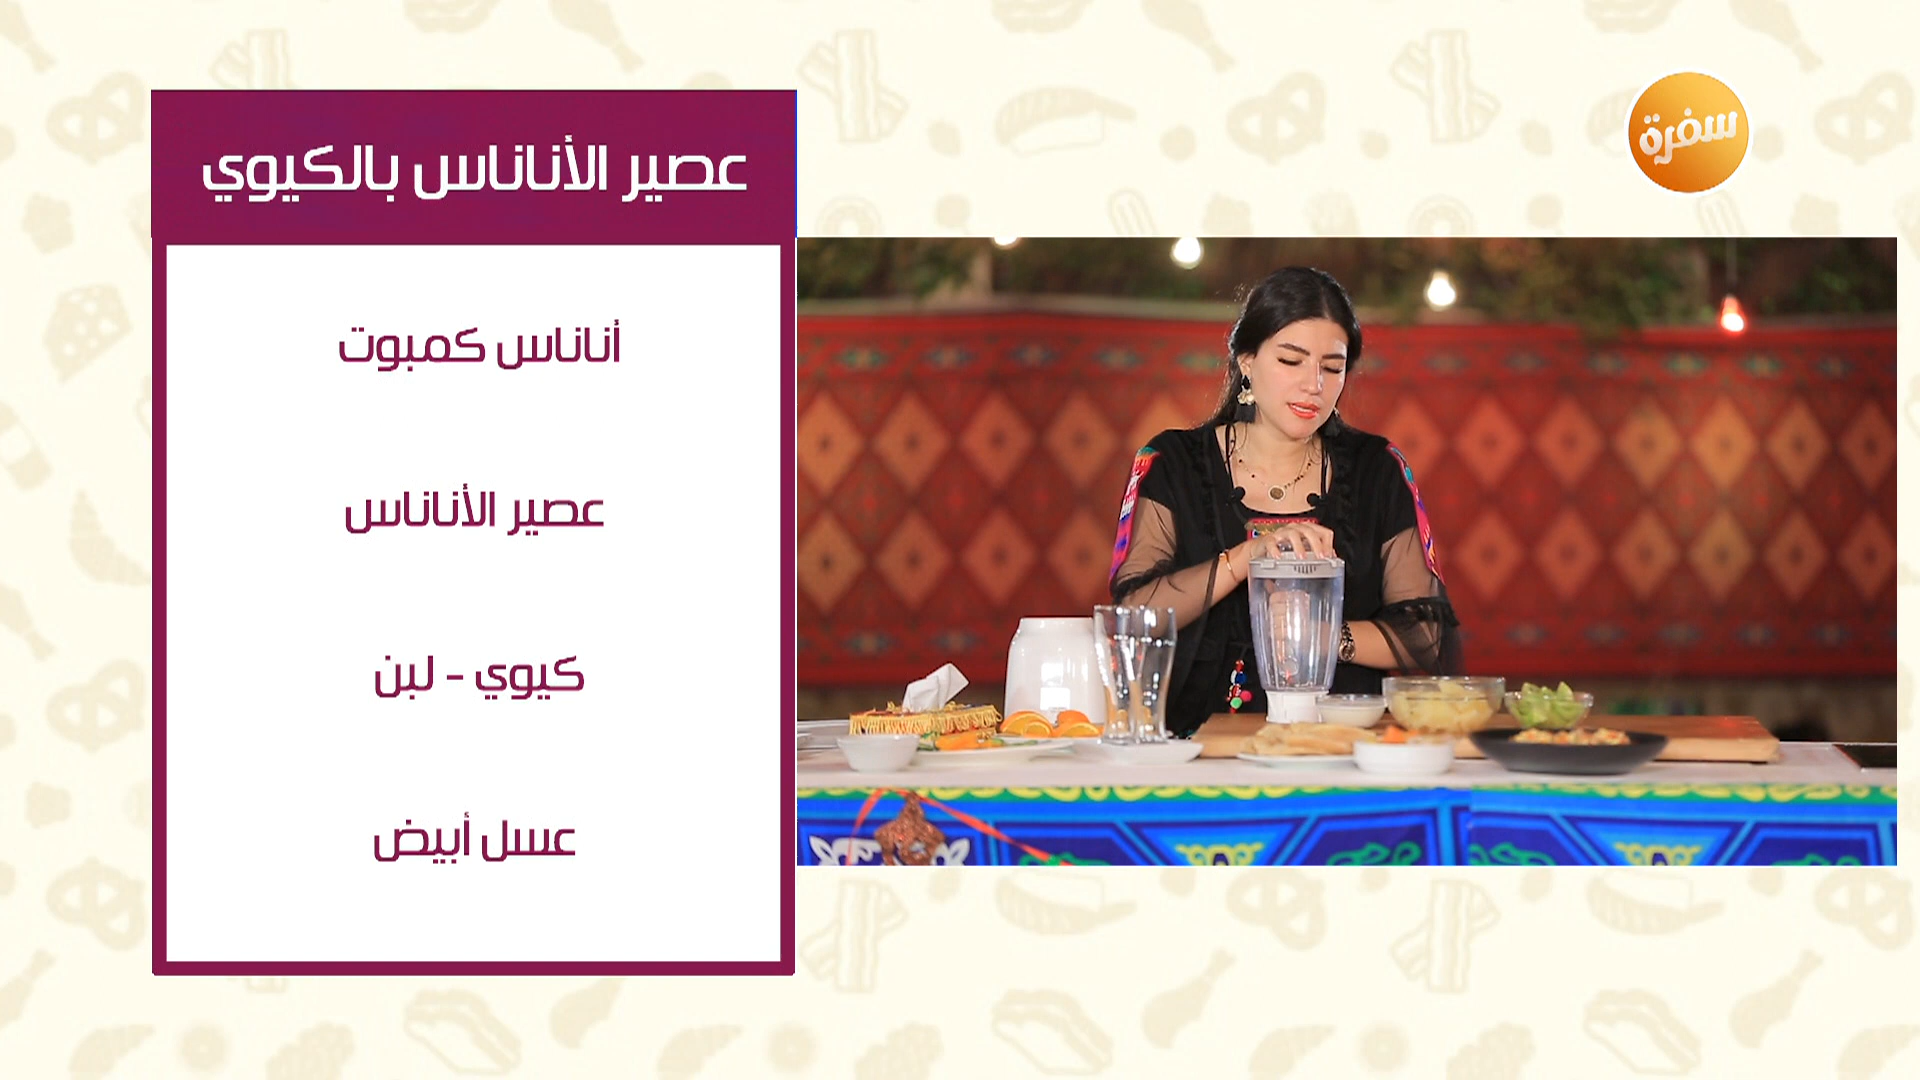 عصير الأناناس بالكيوي
سفرة
أناناس كمبوت
عصير الأناناس
كيوي - لبن
عسل أبيض